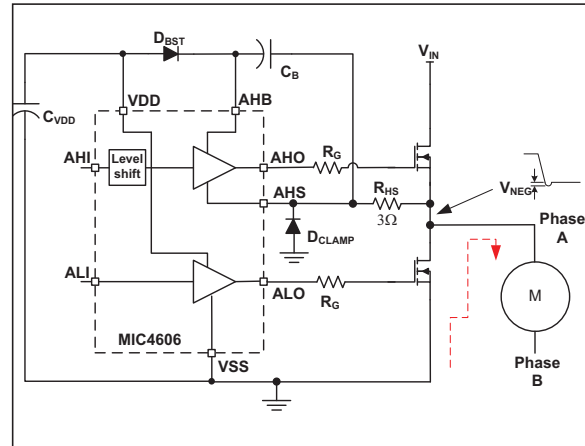 DBST
VIN
CB
VDD
AHB
CVDD
AHI
Level
shift
AHO
RG
AHS
RHS
3Ω
VNEG
Phase
A
DCLAMP
ALI
ALO
RG
M
MIC4606
VSS
Phase
B